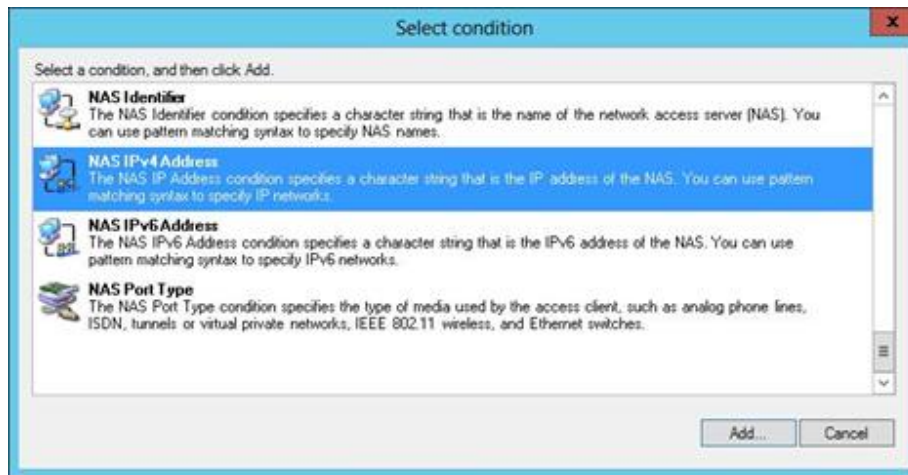 Select condition
Select a condition, and then click Add.
NAS Identifier
The NAS Identifier condition specifies a character string that is the name of the network access server (NAS). You
can use pattern matching syntax to specify NAS names.
NAS IPv4 Address
The NAS IP Address condition specifies a character string that is the IP address of the NAS. You can use pattern
matching syntax to specify IP networks.
NAS IPv6 Address
The NAS IPv6 Address condition specifies a character string that is the IPv6 address of the NAS. You can use
pattern matching syntax to specify IPv6 networks.
NAS Port Type
The NAS Port Type condition specifies the type of media used by the access client, such as analog phone lines,
ISDN, tunnels or virtual private networks, IEEE 802.11 wireless, and Ethernet switches.
Add... Cancel